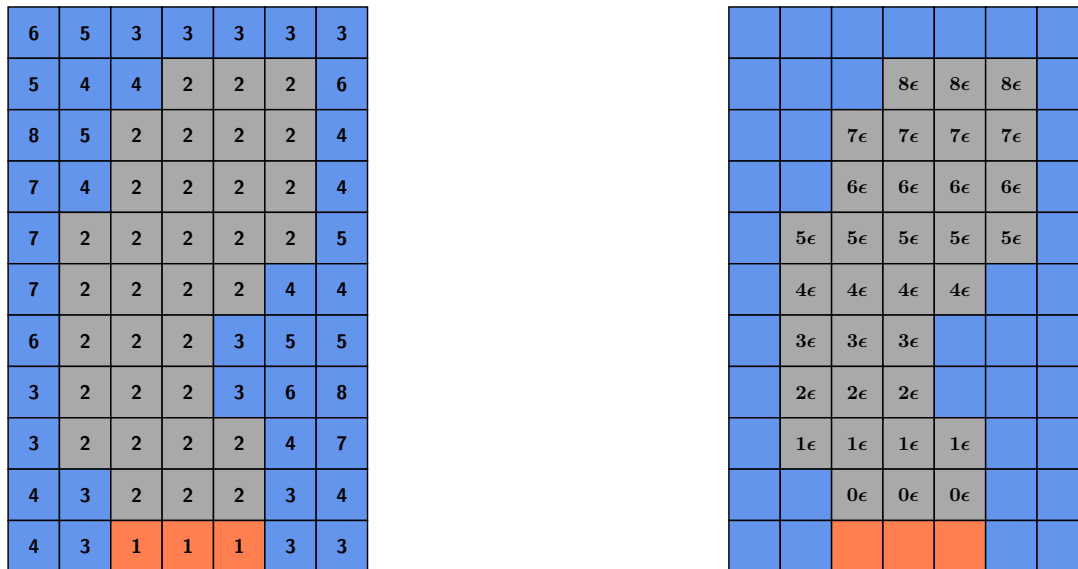 6 5 3 3 3 3 3
5 4 4 2 2 2 6 8ϵ 8ϵ 8ϵ
8 5 2 2 2 2 4 7ϵ 7ϵ 7ϵ 7ϵ
7 4 2 2 2 2 4 6ϵ 6ϵ 6ϵ 6ϵ
7 2 2 2 2 2 5 5ϵ 5ϵ 5ϵ 5ϵ 5ϵ
7 2 2 2 2 4 4 4ϵ 4ϵ 4ϵ 4ϵ
6 2 2 2 3 5 5 3ϵ 3ϵ 3ϵ
3 2 2 2 3 6 8 2ϵ 2ϵ 2ϵ
3 2 2 2 2 4 7 1ϵ 1ϵ 1ϵ 1ϵ
4 3 2 2 2 3 4 0ϵ 0ϵ 0ϵ
4 3 1 1 1 3 3